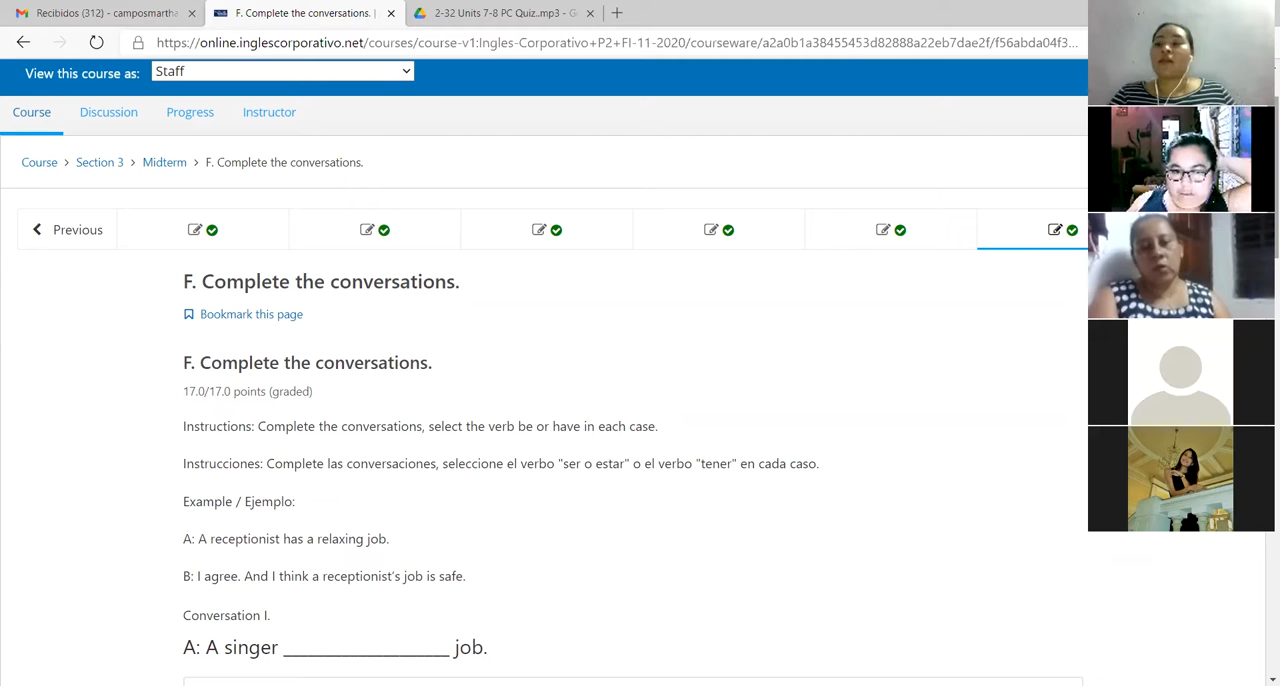 Recibidos (312) - camposmartha
F. Complete the conversations. |
2-32 Units 7-8 PC Quiz..mp3 - G
https://online.inglescorporativo.net/courses/course-v1:Ingles-Corporativo+P2+FI-11-2020/courseware/a2a0b1a38455453d82888a22eb7dae2f/f56abda04f3...
View this course as: Staff
Course Discussion Progress Instructor
Course > Section 3 > Midterm > F. Complete the conversations.
Previous
F. Complete the conversations.
Bookmark this page
F. Complete the conversations.
17.0/17.0 points (graded)
Instructions: Complete the conversations, select the verb be or have in each case.
Instrucciones: Complete las conversaciones, seleccione el verbo "ser o estar" o el verbo "tener" en cada caso.
Example / Ejemplo:
A: A receptionist has a relaxing job.
B: I agree. And I think a receptionist's job is safe.
Conversation I.
A: A singer __________________ job.